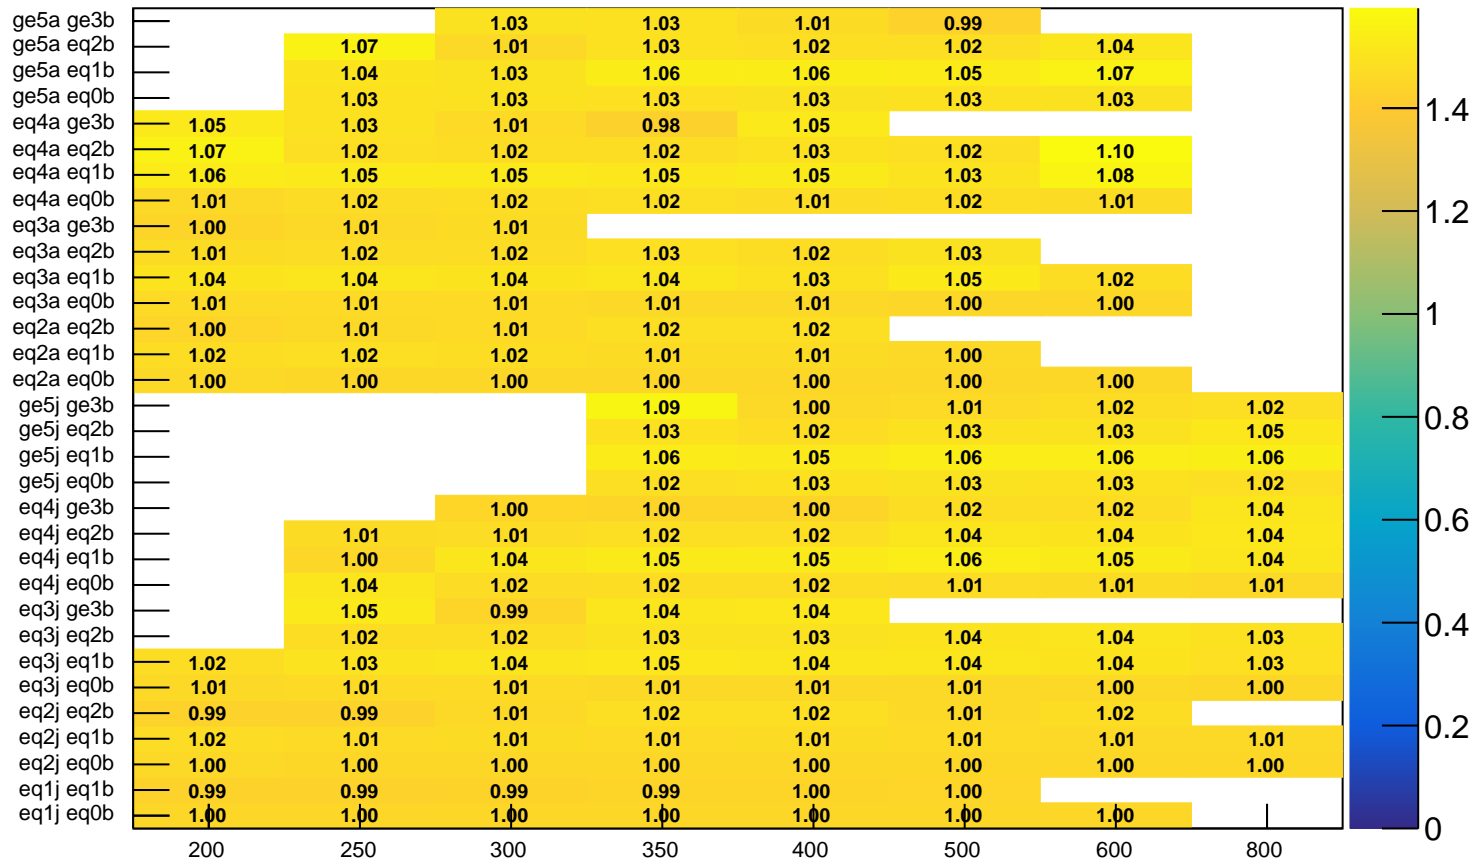 ge5a ge3b 1.03 1.03 1.01 0.99
ge5a eq2b 1.07 1.01 1.03 1.02 1.02 1.04
ge5a eq1b 1.04 1.03 1.06 1.06 1.05 1.07
ge5a eq0b 1.03 1.03 1.03 1.03 1.03 1.03
eq4a ge3b 1.05 1.03 1.01 0.98 1.05
eq4a eq2b 1.07 1.02 1.02 1.02 1.03 1.02 1.10
eq4a eq1b 1.06 1.05 1.05 1.05 1.05 1.03 1.08
eq4a eq0b 1.01 1.02 1.02 1.02 1.01 1.02 1.01
eq3a ge3b 1.00 1.01 1.01
eq3a eq2b 1.01 1.02 1.02 1.03 1.02 1.03
eq3a eq1b 1.04 1.04 1.04 1.04 1.03 1.05 1.02
eq3a eq0b 1.01 1.01 1.01 1.01 1.01 1.00 1.00
eq2a eq2b 1.00 1.01 1.01 1.02 1.02
eq2a eq1b 1.02 1.02 1.02 1.01 1.01 1.00
eq2a eq0b 1.00 1.00 1.00 1.00 1.00 1.00 1.00
ge5j ge3b 1.09 1.00 1.01 1.02 1.02
ge5j eq2b 1.03 1.02 1.03 1.03 1.05
ge5j eq1b 1.06 1.05 1.06 1.06 1.06
ge5j eq0b 1.02 1.03 1.03 1.03 1.02
eq4j ge3b 1.00 1.00 1.00 1.02 1.02 1.04
eq4j eq2b 1.01 1.01 1.02 1.02 1.04 1.04 1.04
eq4j eq1b 1.00 1.04 1.05 1.05 1.06 1.05 1.04
eq4j eq0b 1.04 1.02 1.02 1.02 1.01 1.01 1.01
eq3j ge3b 1.05 0.99 1.04 1.04
eq3j eq2b 1.02 1.02 1.03 1.03 1.04 1.04 1.03
eq3j eq1b 1.02 1.03 1.04 1.05 1.04 1.04 1.04 1.03
eq3j eq0b 1.01 1.01 1.01 1.01 1.01 1.01 1.00 1.00
eq2j eq2b 0.99 0.99 1.01 1.02 1.02 1.01 1.02
eq2j eq1b 1.02 1.01 1.01 1.01 1.01 1.01 1.01 1.01
eq2j eq0b 1.00 1.00 1.00 1.00 1.00 1.00 1.00 1.00
eq1j eq1b 0.99 0.99 0.99 0.99 1.00 1.00
eq1j eq0b 1.00 1.00 1.00 1.00 1.00 1.00 1.00
200 250 300 350 400 500 600 800
1.4
1.2
1
0.8
0.6
0.4
0.2
0